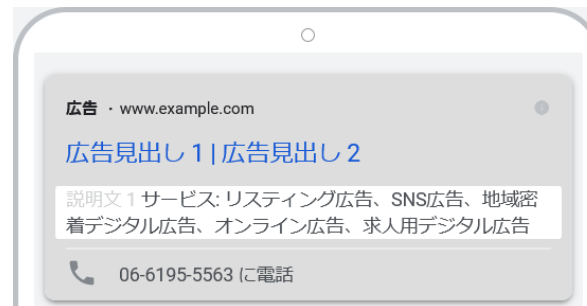 広告 · www.example.com
広告見出し 1 | 広告見出し 2
説明文 1 サービス: リスティング広告、SNS広告、地域密
着デジタル広告、オンライン広告、求人用デジタル広告
06-6195-5563 に電話